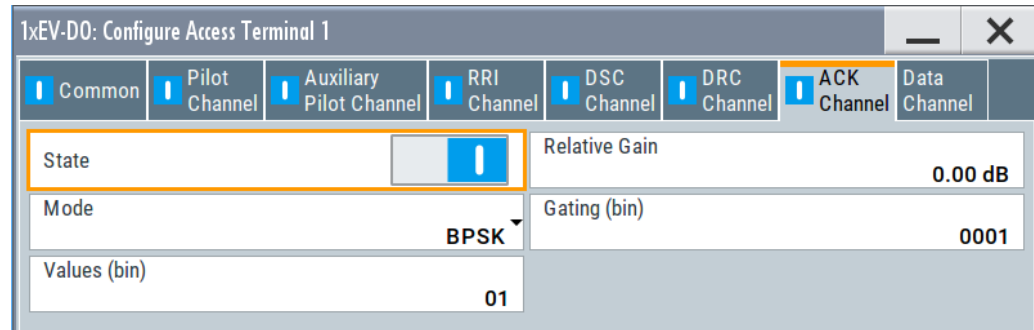 1xEV-DO: Configure Access Terminal 1
Common
Pilot
Channel
Auxiliary
Pilot Channel
RRI
Channel
DSC
Channel
DRC
Channel
ACK
Channel
Data
Channel
State
Relative Gain
0.00 dB
Mode
BPSK
Gating (bin)
0001
Values (bin)
01